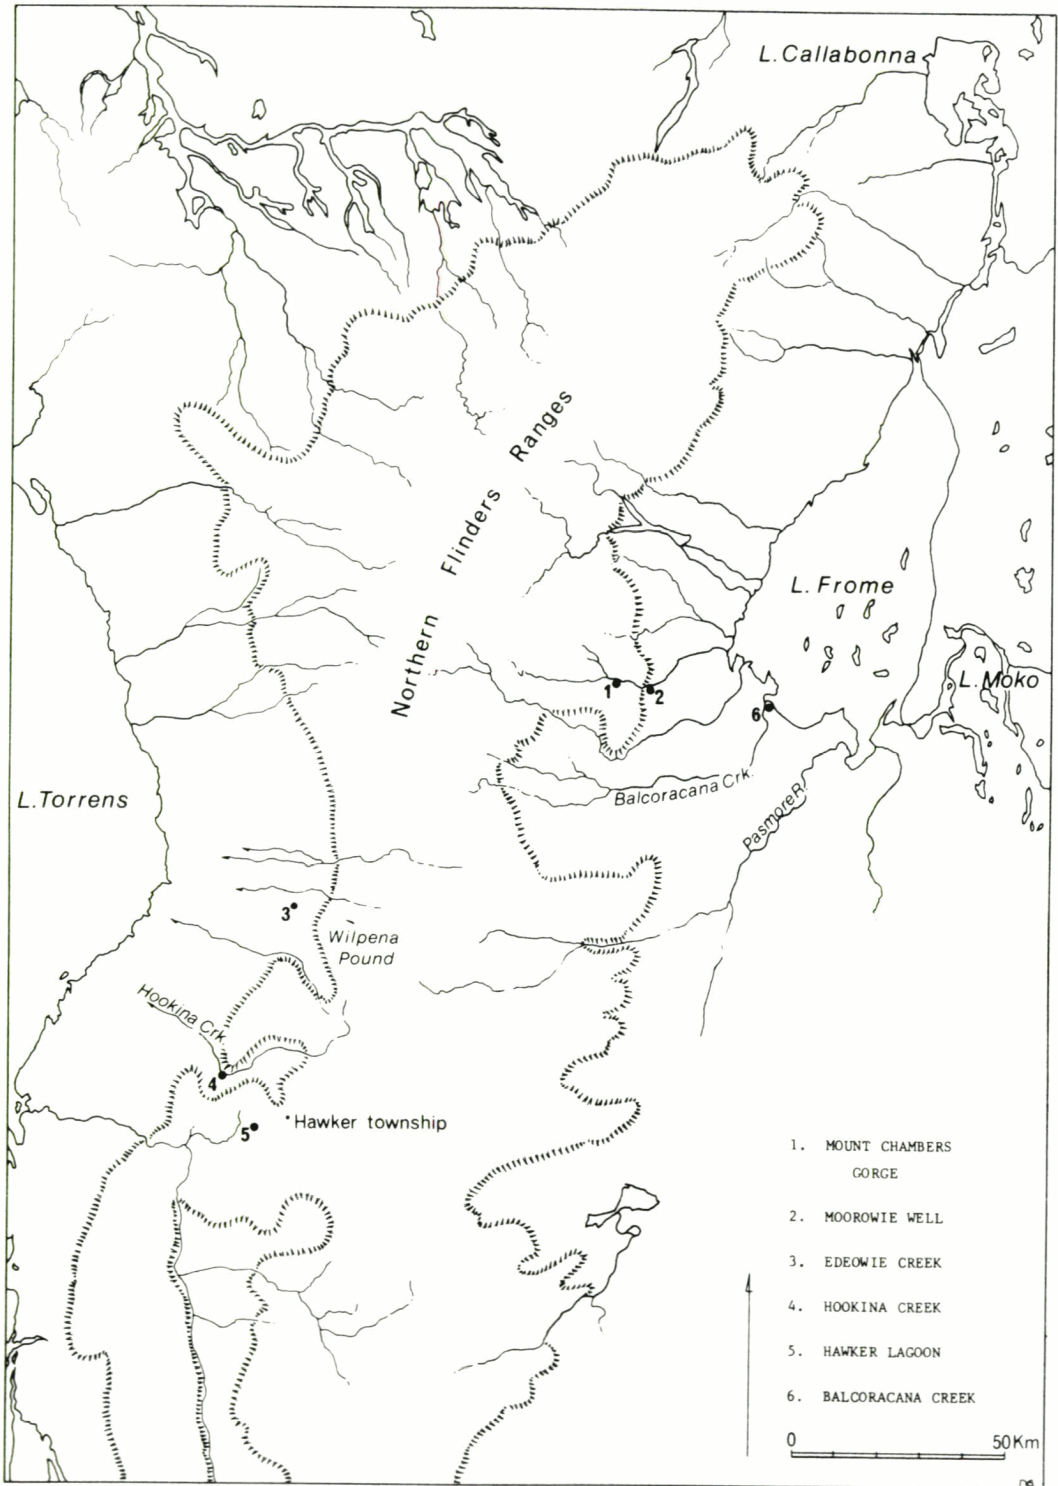 L. Callabonna
Northern Flinders Ranges
L. Frome
L. Moko
1
2
6
Balcoracana Crk.
Pasmore R.
L. Torrens
3
Wilpena
Pound
Hookina Crk
4
5
Hawker township
1. MOUNT CHAMBERS
GORGE
2. MOOROWIE WELL
3. EDEOWIE CREEK
4. HOOKINA CREEK
5. HAWKER LAGOON
6. BALCORACANA CREEK
0 50 Km